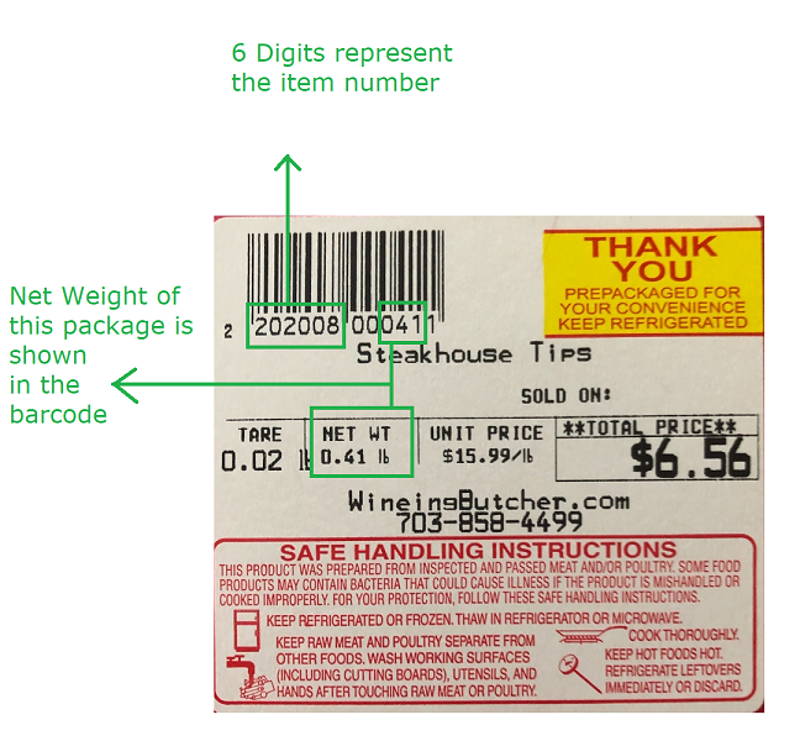 6 Digits represent
the item number
Net Weight of
this package is
shown
in the
barcode
2 202008 000411
THANK
YOU
PREPACKAGED FOR
YOUR CONVENIENCE
KEEP REFRIGERATED
Steakhouse Tips
SOLD ON:
TARE NET WT UNIT PRICE **TOTAL PRICE**
0.02 lb 0.41 lb $15.99/lb $6.56
WineingButcher.com
703-858-4499
SAFE HANDLING INSTRUCTIONS
THIS PRODUCT WAS PREPARED FROM INSPECTED AND PASSED MEAT AND/OR POULTRY. SOME FOOD
PRODUCTS MAY CONTAIN BACTERIA THAT COULD CAUSE ILLNESS IF THE PRODUCT IS MISHANDLED OR
COOKED IMPROPERLY. FOR YOUR PROTECTION, FOLLOW THESE SAFE HANDLING INSTRUCTIONS.
KEEP REFRIGERATED OR FROZEN. THAW IN REFRIGERATOR OR MICROWAVE.
KEEP RAW MEAT AND POULTRY SEPARATE FROM
OTHER FOODS. WASH WORKING SURFACES
(INCLUDING CUTTING BOARDS), UTENSILS, AND
HANDS AFTER TOUCHING RAW MEAT OR POULTRY.
COOK THOROUGHLY.
KEEP HOT FOODS HOT.
REFRIGERATE LEFTOVERS
IMMEDIATELY OR DISCARD.